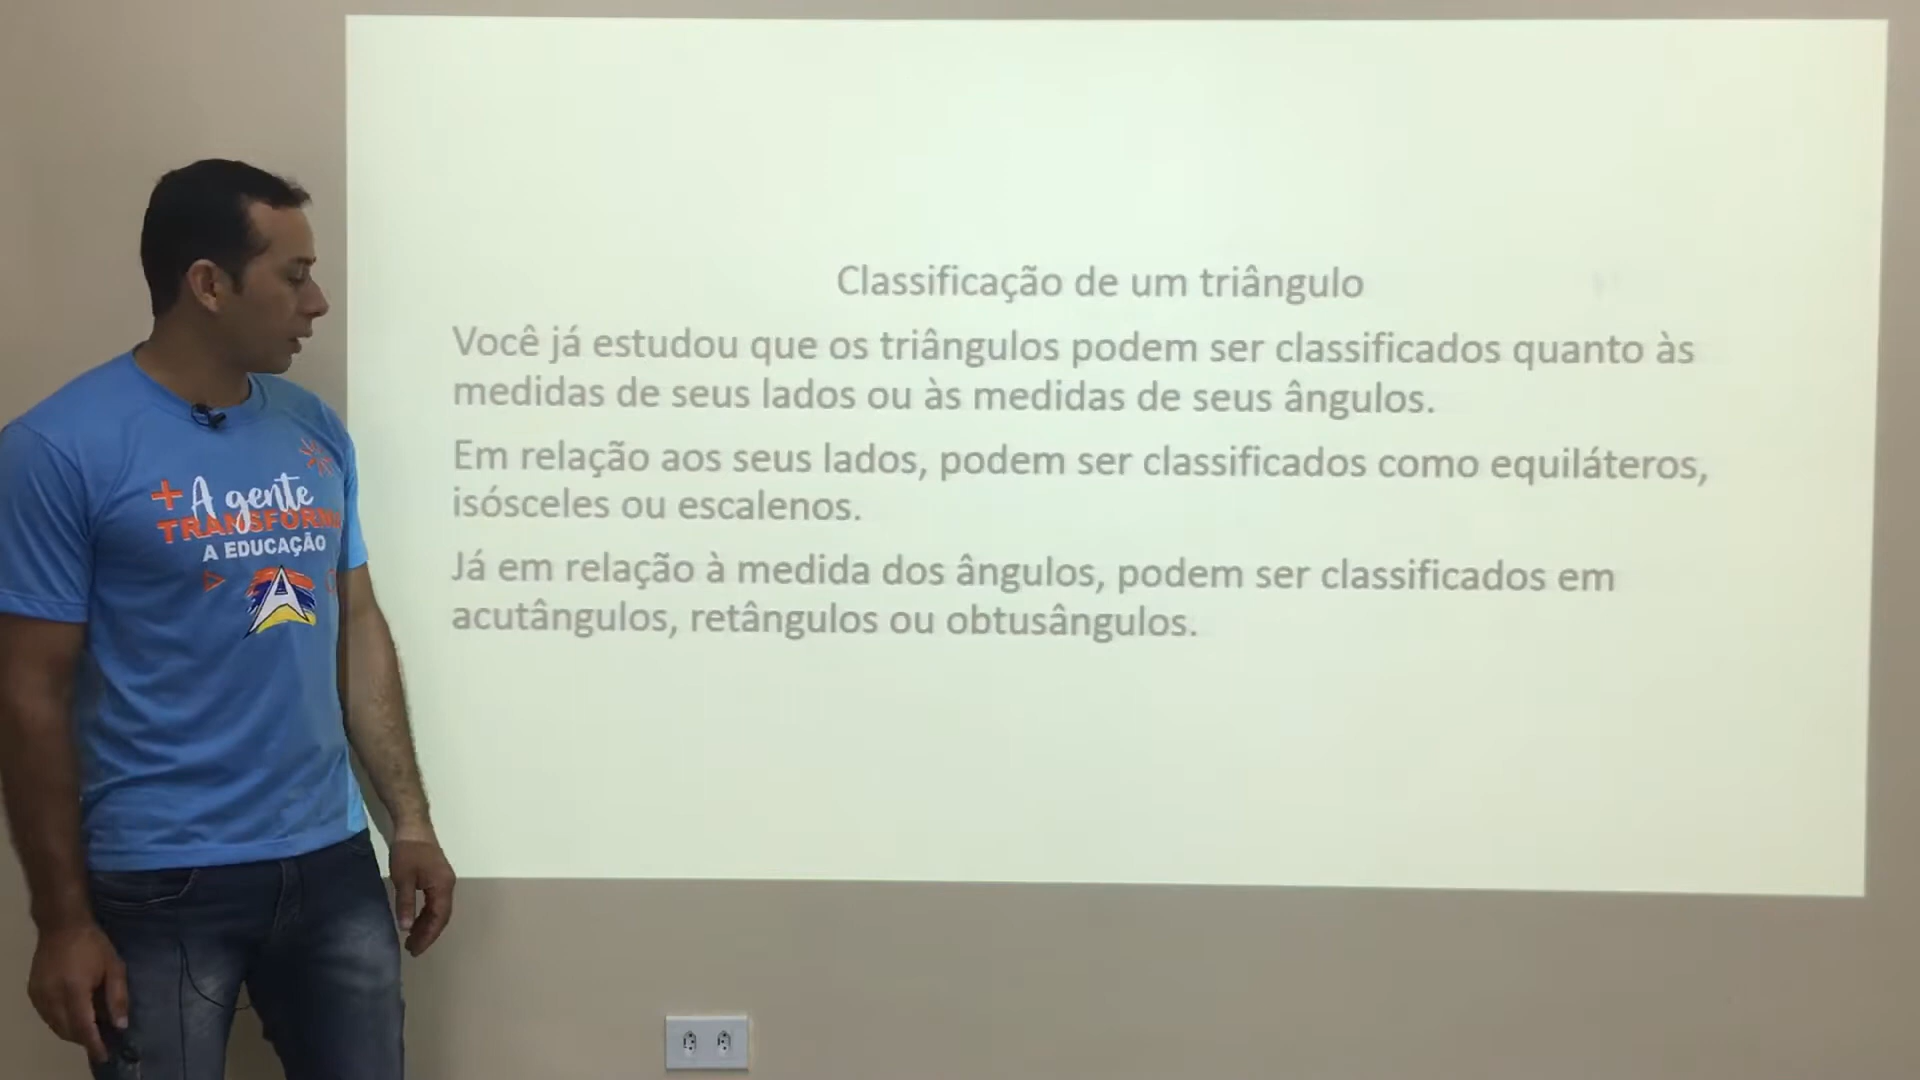 Classificação de um triângulo
Você já estudou que os triângulos podem ser classificados quanto às
medidas de seus lados ou às medidas de seus ângulos.
Em relação aos seus lados, podem ser classificados como equiláteros,
isósceles ou escalenos.
Já em relação à medida dos ângulos, podem ser classificados em
acutângulos, retângulos ou obtusângulos.
+ A gente
TRANSFORMA
A EDUCAÇÃO
A